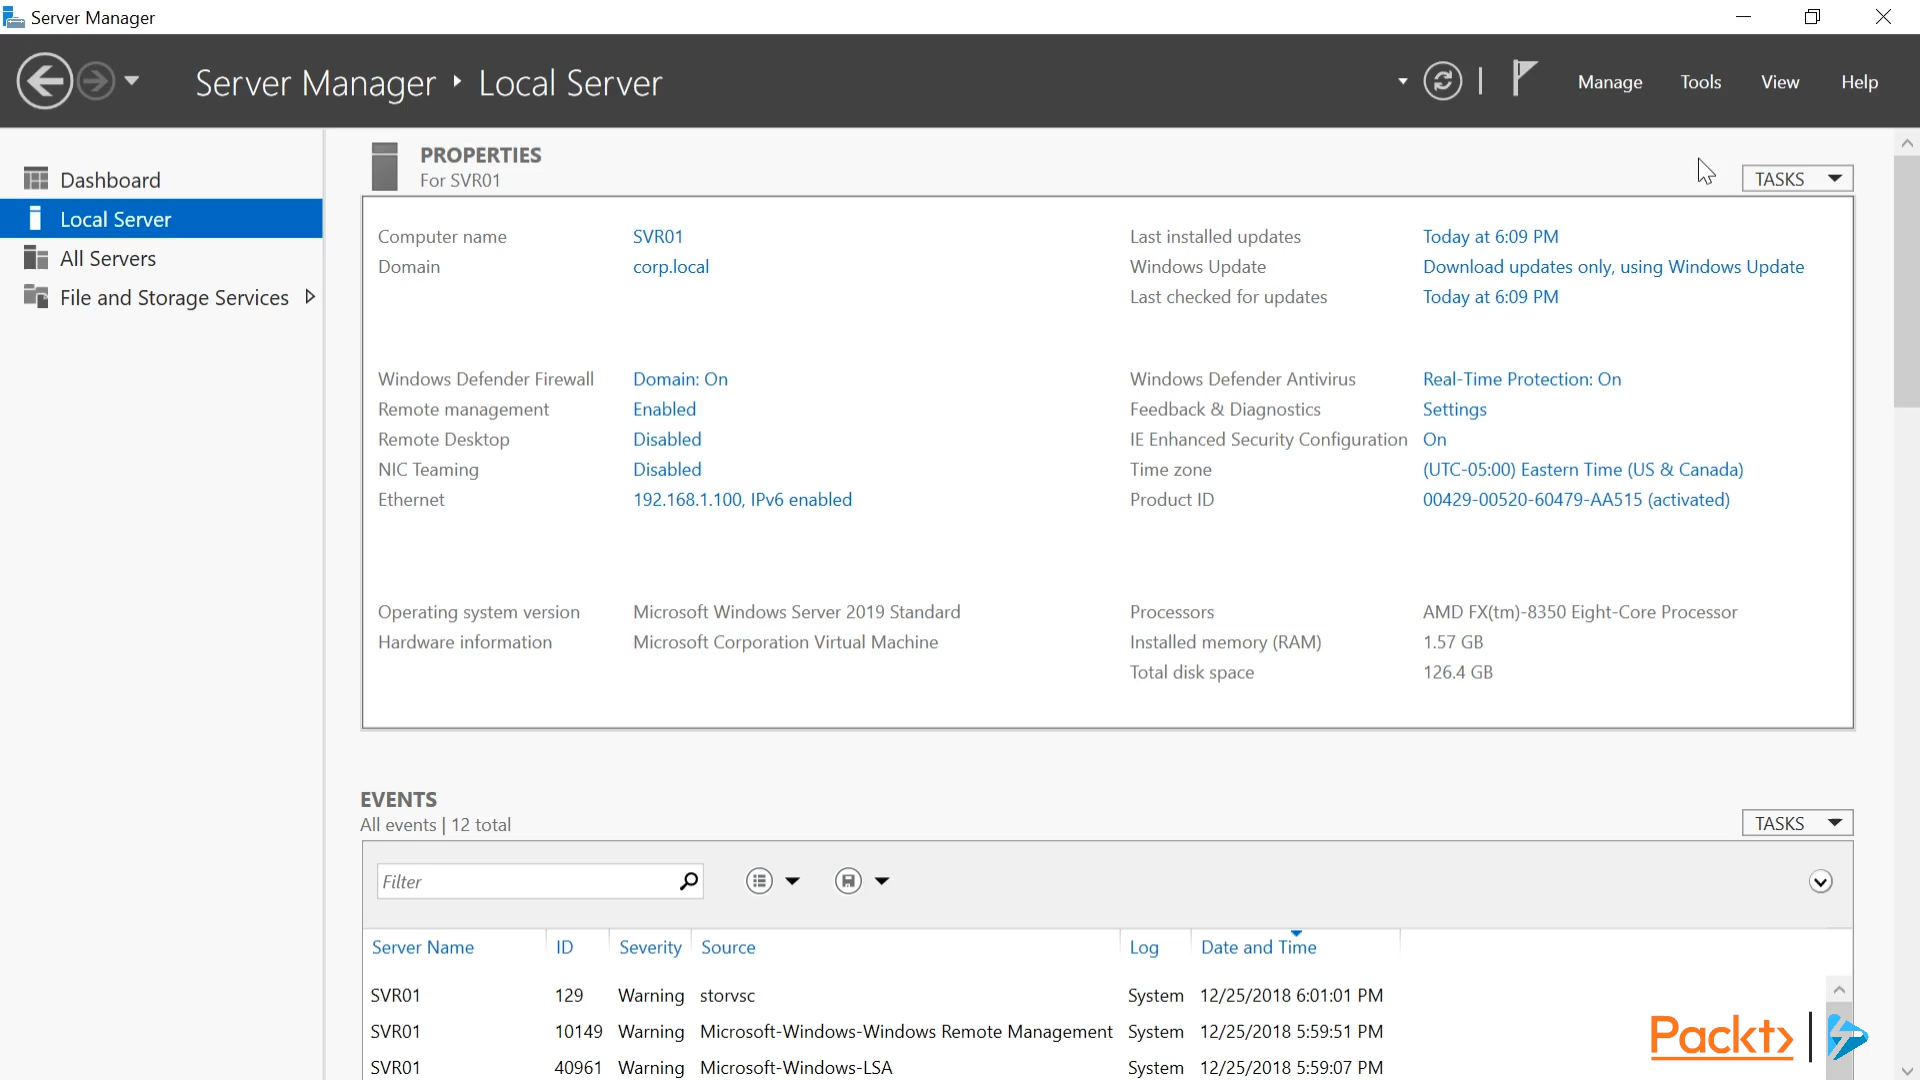 Server Manager
Server Manager ‣ Local Server
Manage Tools View Help
Dashboard
Local Server
All Servers
File and Storage Services
PROPERTIES
For SVR01
TASKS
Computer name SVR01
Domain corp.local
Last installed updates Today at 6:09 PM
Windows Update Download updates only, using Windows Update
Last checked for updates Today at 6:09 PM
Windows Defender Firewall Domain: On
Remote management Enabled
Remote Desktop Disabled
NIC Teaming Disabled
Ethernet 192.168.1.100, IPv6 enabled
Windows Defender Antivirus Real-Time Protection: On
Feedback & Diagnostics Settings
IE Enhanced Security Configuration On
Time zone (UTC-05:00) Eastern Time (US & Canada)
Product ID 00429-00520-60479-AA515 (activated)
Operating system version Microsoft Windows Server 2019 Standard
Hardware information Microsoft Corporation Virtual Machine
Processors AMD FX(tm)-8350 Eight-Core Processor
Installed memory (RAM) 1.57 GB
Total disk space 126.4 GB
EVENTS
All events | 12 total
TASKS
Filter
Server Name ID Severity Source Log Date and Time
SVR01 129 Warning storvsc System 12/25/2018 6:01:01 PM
SVR01 10149 Warning Microsoft-Windows-Windows Remote Management System 12/25/2018 5:59:51 PM
SVR01 40961 Warning Microsoft-Windows-LSA System 12/25/2018 5:59:07 PM
Packt>